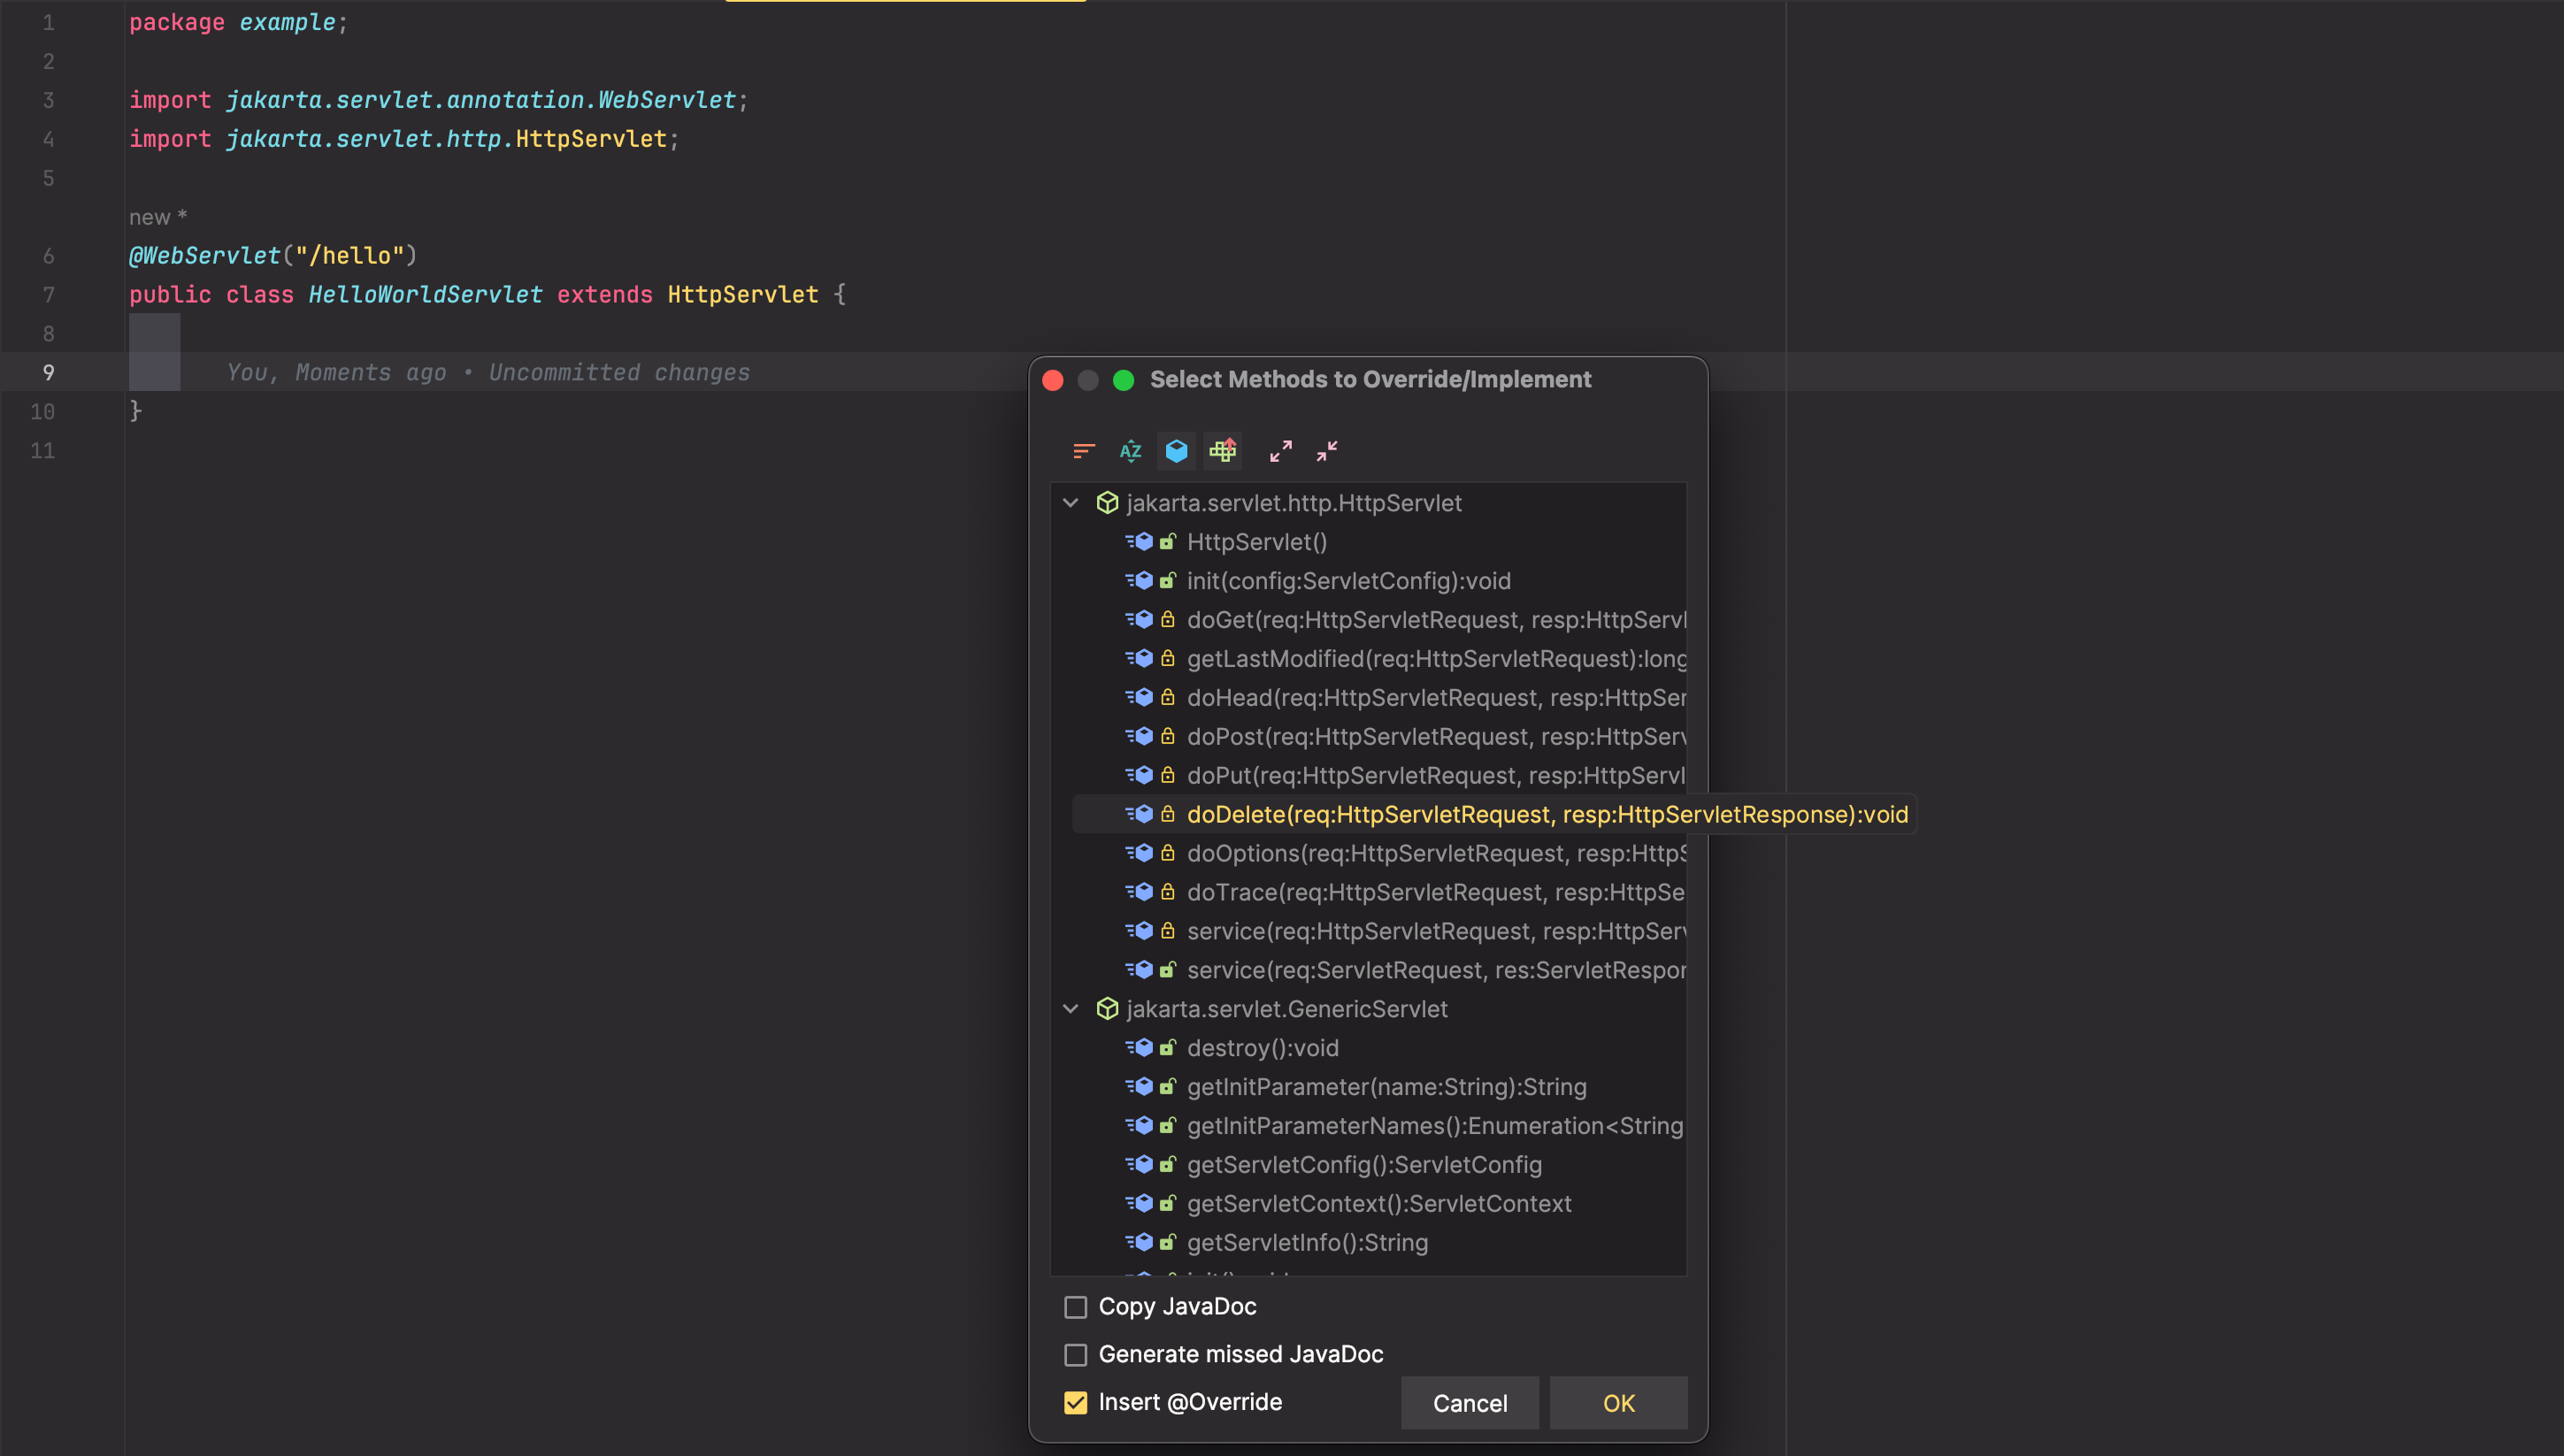 1 package example;
2
3 import jakarta.servlet.annotation.WebServlet;
4 import jakarta.servlet.http.HttpServlet;
5
new *
6 @WebServlet("/hello")
7 public class HelloWorldServlet extends HttpServlet {
8
9 You, Moments ago • Uncommitted changes
10 }
11
Select Methods to Override/Implement
AZ
jakarta.servlet.http.HttpServlet
HttpServlet()
init(config:ServletConfig):void
doGet(req:HttpServletRequest, resp:HttpServl
getLastModified(req:HttpServletRequest):long
doHead(req:HttpServletRequest, resp:HttpSer
doPost(req:HttpServletRequest, resp:HttpServ
doPut(req:HttpServletRequest, resp:HttpServl
doDelete(req:HttpServletRequest, resp:HttpServletResponse):void
doOptions(req:HttpServletRequest, resp:HttpS
doTrace(req:HttpServletRequest, resp:HttpSe
service(req:HttpServletRequest, resp:HttpServ
service(req:ServletRequest, res:ServletRespon
jakarta.servlet.GenericServlet
destroy():void
getInitParameter(name:String):String
getInitParameterNames():Enumeration<String
getServletConfig():ServletConfig
getServletContext():ServletContext
getServletInfo():String
Copy JavaDoc
Generate missed JavaDoc
Insert @Override
Cancel
OK